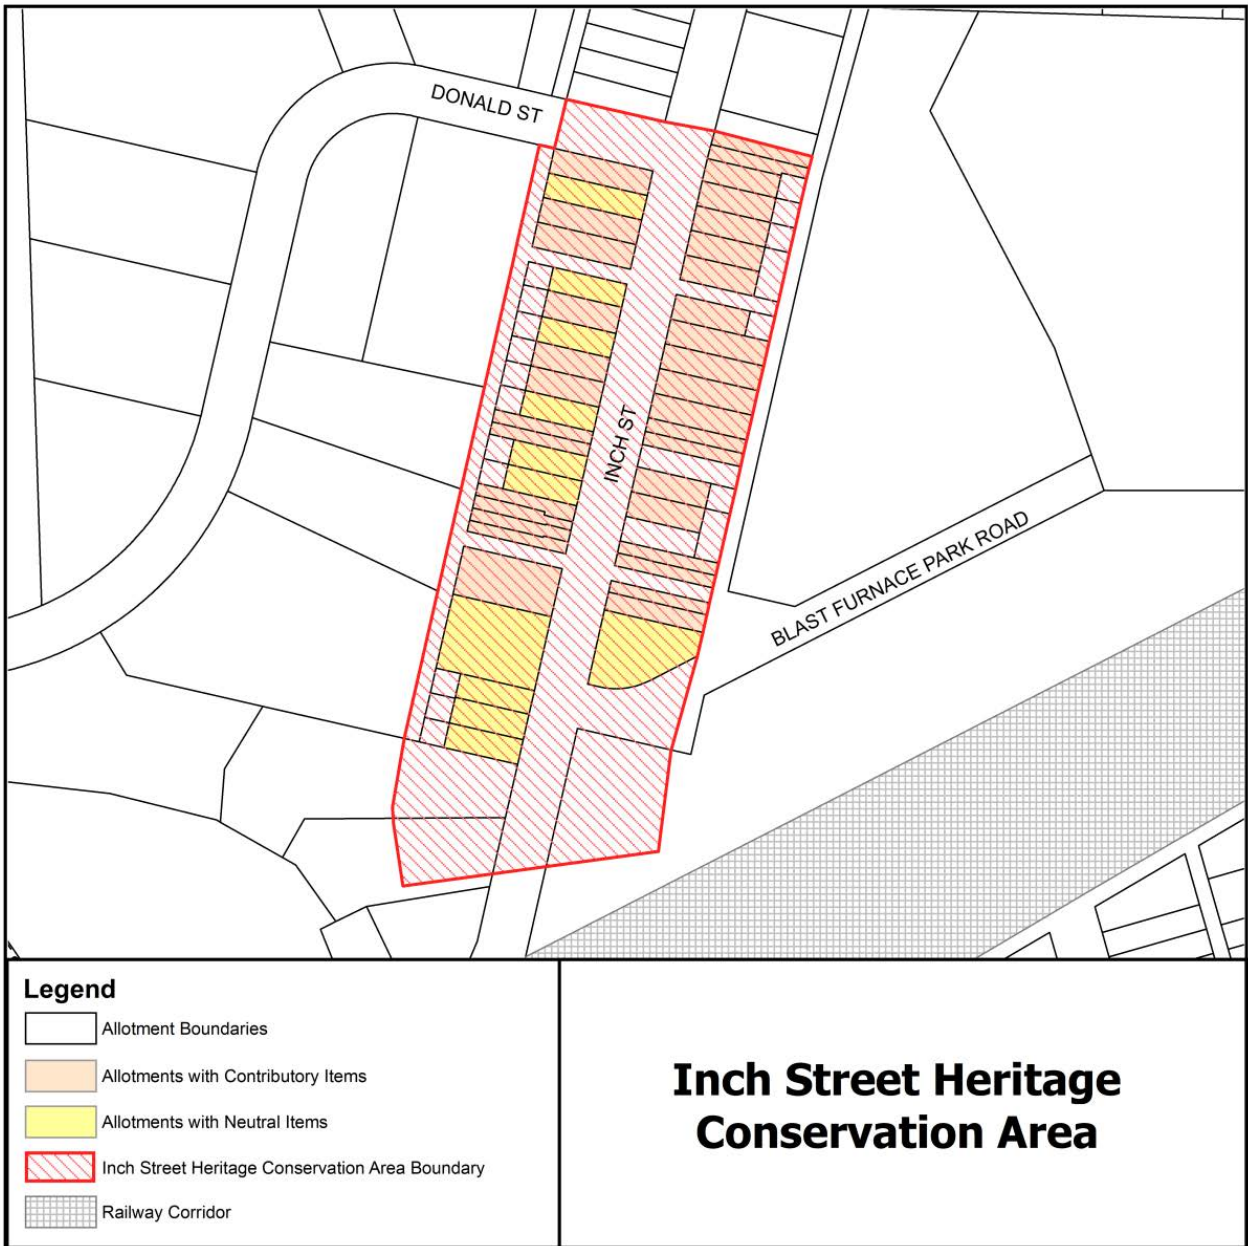 DONALD ST
INCH ST
BLAST FURNACE PARK ROAD
Legend
Allotment Boundaries
Allotments with Contributory Items
Allotments with Neutral Items
Inch Street Heritage Conservation Area Boundary
Railway Corridor
Inch Street Heritage
Conservation Area